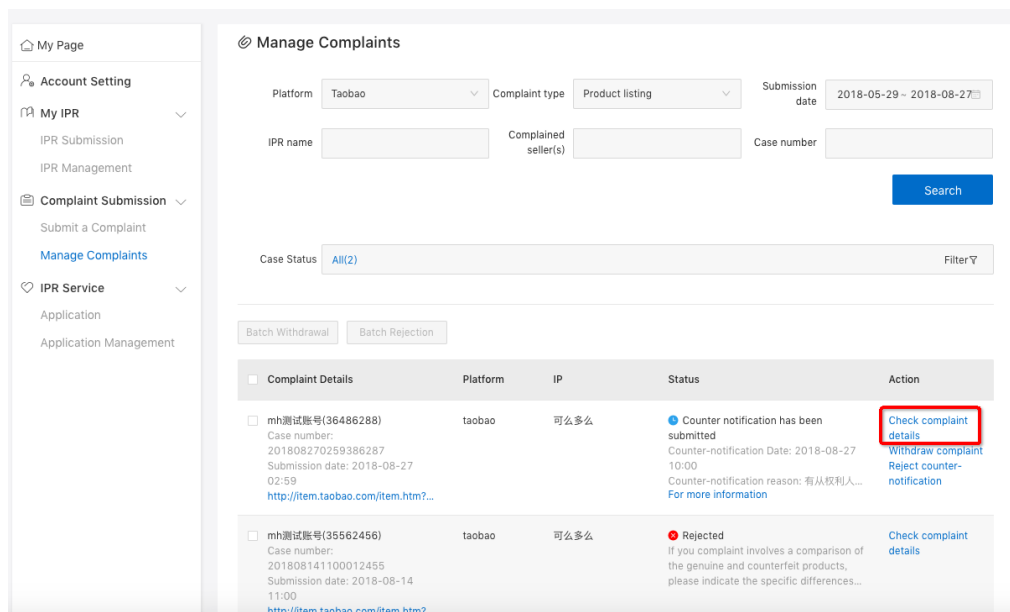 My Page
Account Setting
My IPR
IPR Submission
IPR Management
Complaint Submission
Submit a Complaint
Manage Complaints
IPR Service
Application
Application Management
Manage Complaints
Platform
Taobao
Complaint type
Product listing
Submission
date
2018-05-29 ~ 2018-08-27
IPR name
Complained
seller(s)
Case number
Search
Case Status
All(2)
Filter
Batch Withdrawal
Batch Rejection
Complaint Details
Platform
IP
Status
Action
mh测试账号(36486288)
Case number:
201808270259386287
Submission date: 2018-08-27
02:59
http://item.taobao.com/item.htm?...
taobao
可么多么
Counter notification has been
submitted
Counter-notification Date: 2018-08-27
10:00
Counter-notification reason: 有从权利人...
For more information
Check complaint
details
Withdraw complaint
Reject counter-
notification
mh测试账号(35562456)
Case number:
201808141100012455
Submission date: 2018-08-14
11:00
http://item.taobao.com/item.htm?
taobao
可么多么
Rejected
If you complaint involves a comparison of
the genuine and counterfeit products,
please indicate the specific differences...
Check complaint
details